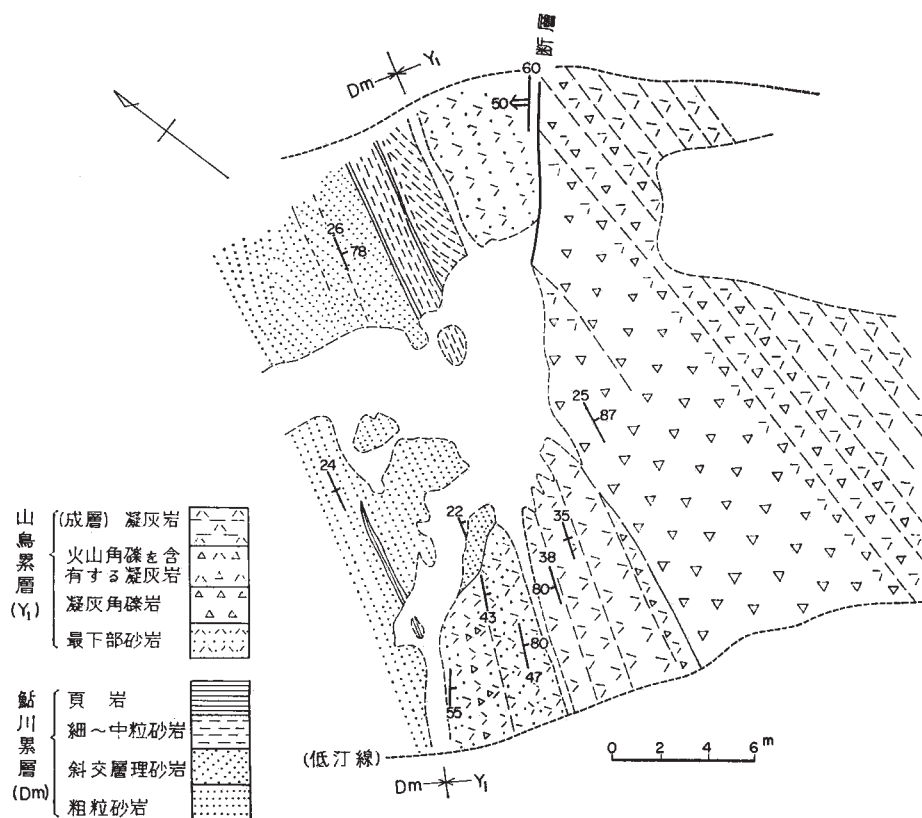 断層
60
Dm Y₁
50
26
78
25
87
24
22
35
38
80
43
80
47
55
(低汀線)
Dm Y₁
0 2 4 6 m
山鳥累層(Y₁)
(成層)凝灰岩
火山角礫を含
有する凝灰岩
凝灰角礫岩
最下部砂岩
鮎川累層(Dm)
頁岩
細〜中粒砂岩
斜交層理砂岩
粗粒砂岩